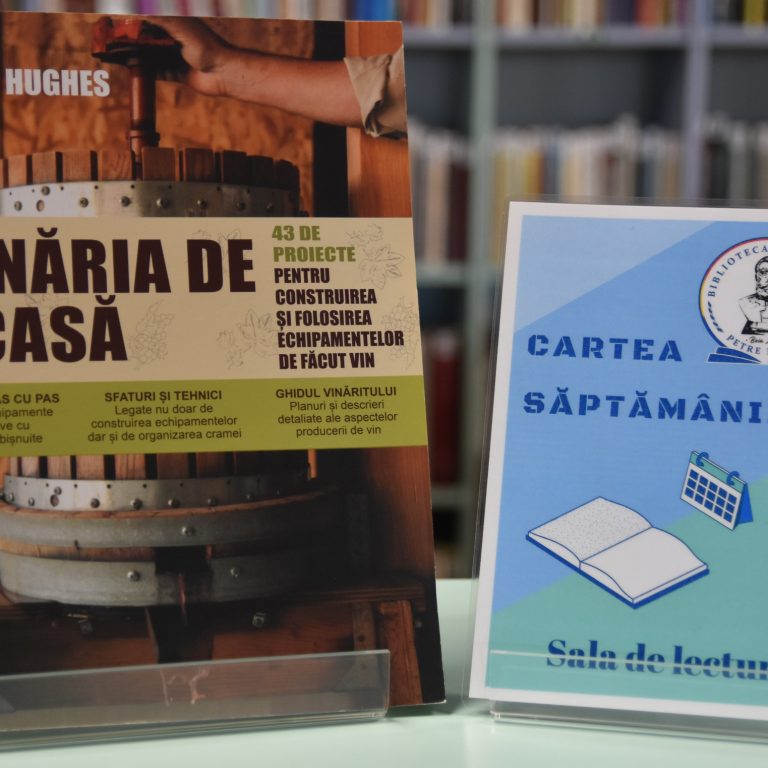 HUGHES
NĂRIA DE
CASĂ
43 DE
PROIECTE
PENTRU
CONSTRUIREA
ȘI FOLOSIREA
ECHIPAMENTELOR
DE FĂCUT VIN
S CU PAS
hipamente
ve cu
bișnuite
SFATURI ȘI TEHNICI
Legate nu doar de
construirea echipamentelor
dar și de organizarea cramei
GHIDUL VINĂRITULUI
Planuri și descrieri
detaliate ale aspectelor
producerii de vin
BIBLIOTECA
PETRE
CARTEA
SĂPTĂMÂNI
Sala de lectur